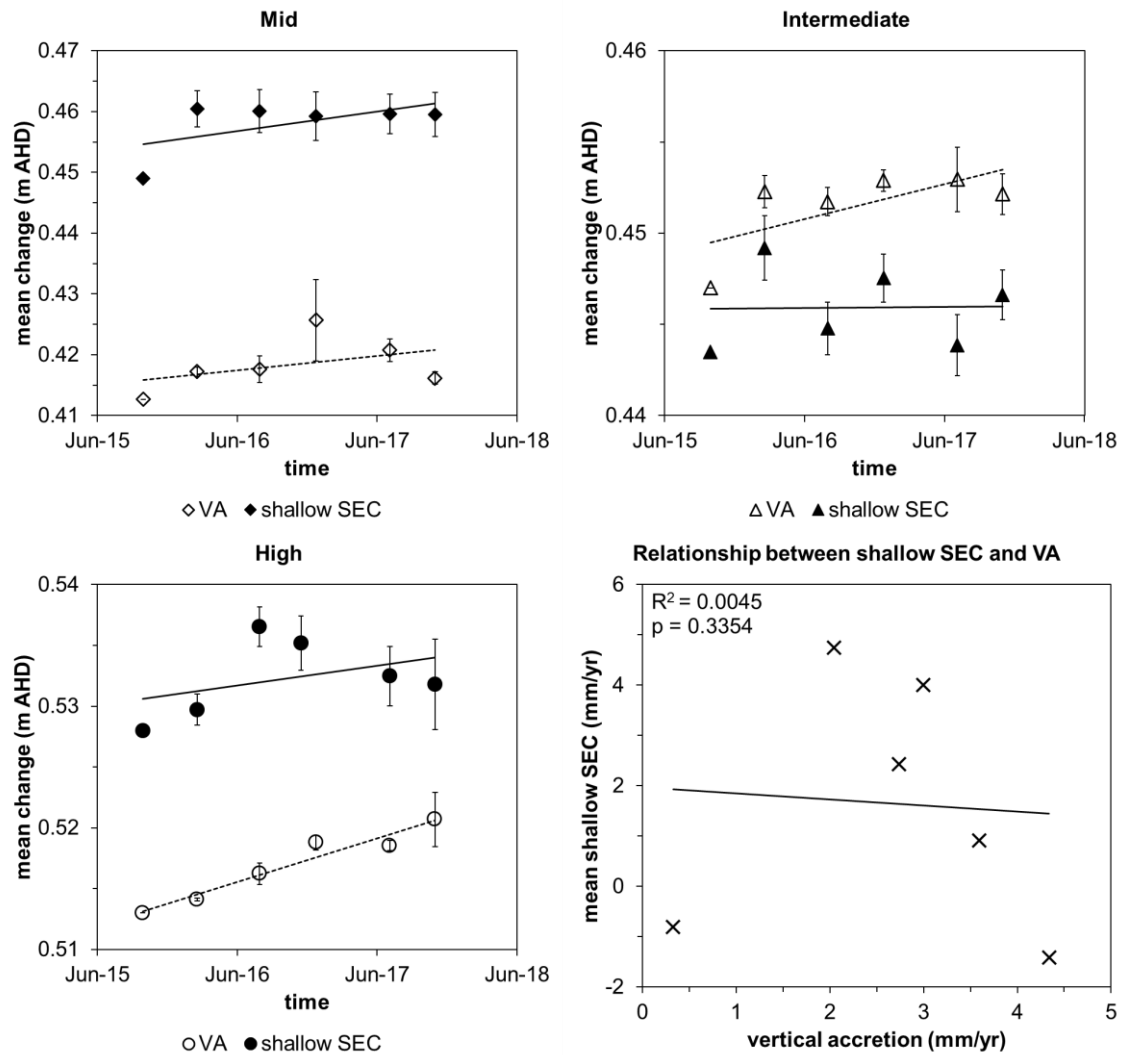 Mid
mean change (m AHD)
0.47
0.46
0.45
0.44
0.43
0.42
0.41
Jun-15 Jun-16 Jun-17 Jun-18
time
VA shallow SEC
Intermediate
mean change (m AHD)
0.46
0.45
0.44
Jun-15 Jun-16 Jun-17 Jun-18
time
VA shallow SEC
High
mean change (m AHD)
0.54
0.53
0.52
0.51
Jun-15 Jun-16 Jun-17 Jun-18
time
VA shallow SEC
Relationship between shallow SEC and VA
mean shallow SEC (mm/yr)
R² = 0.0045
p = 0.3354
6
4
2
0
-2
0 1 2 3 4 5
vertical accretion (mm/yr)